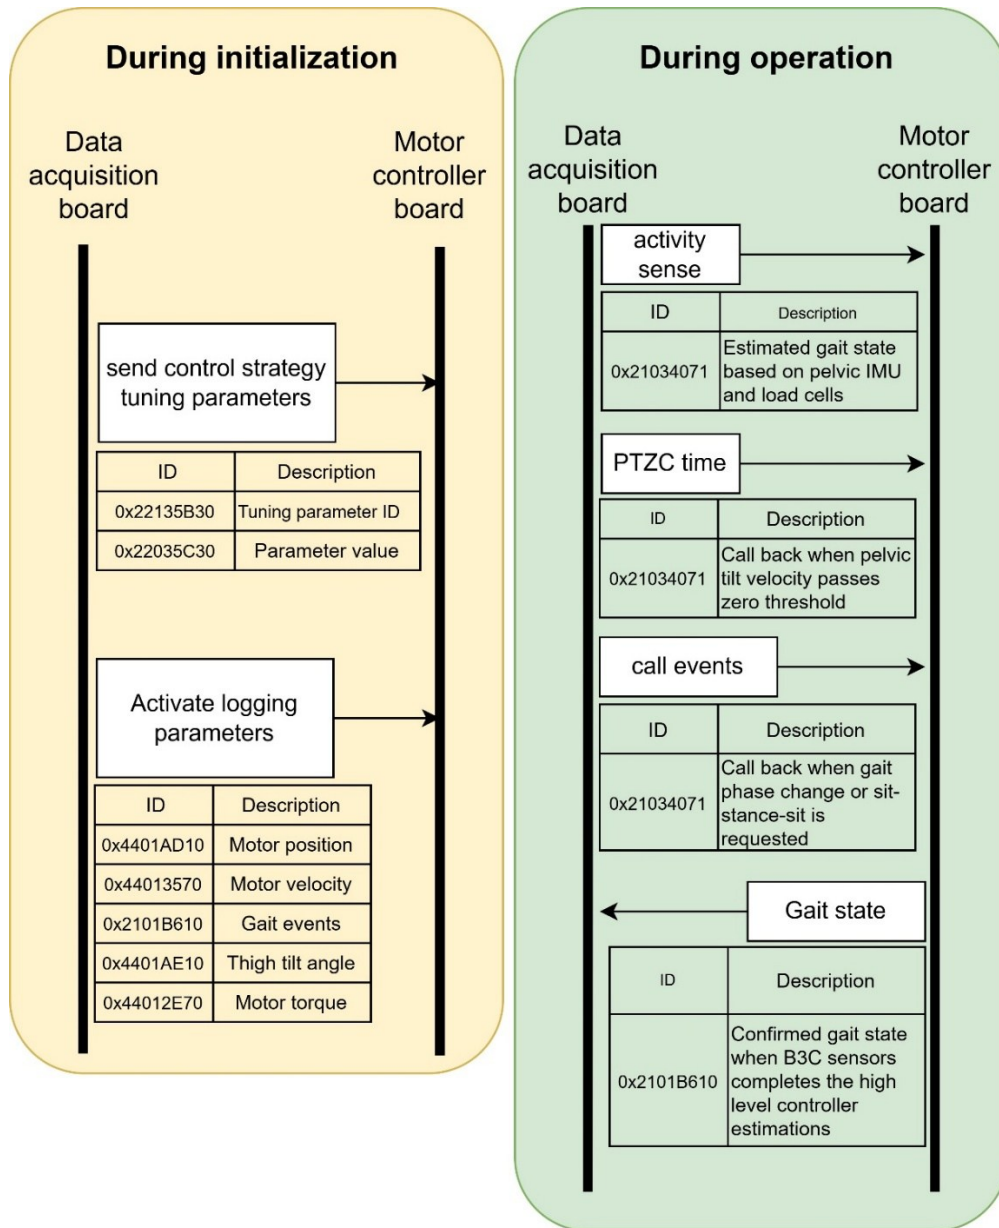 During initialization
Data
acquisition
board
Motor
controller
board
send control strategy
tuning parameters
ID Description
0x22135B30 Tuning parameter ID
0x22035C30 Parameter value
Activate logging
parameters
ID Description
0x4401AD10 Motor position
0x44013570 Motor velocity
0x2101B610 Gait events
0x4401AE10 Thigh tilt angle
0x44012E70 Motor torque
During operation
Data
acquisition
board
Motor
controller
board
activity
sense
ID Description
0x21034071
Estimated gait state
based on pelvic IMU
and load cells
PTZC time
ID Description
0x21034071
Call back when pelvic
tilt velocity passes
zero threshold
call events
ID Description
0x21034071
Call back when gait
phase change or sit-
stance-sit is
requested
Gait state
ID Description
0x2101B610
Confirmed gait state
when B3C sensors
completes the high
level controller
estimations